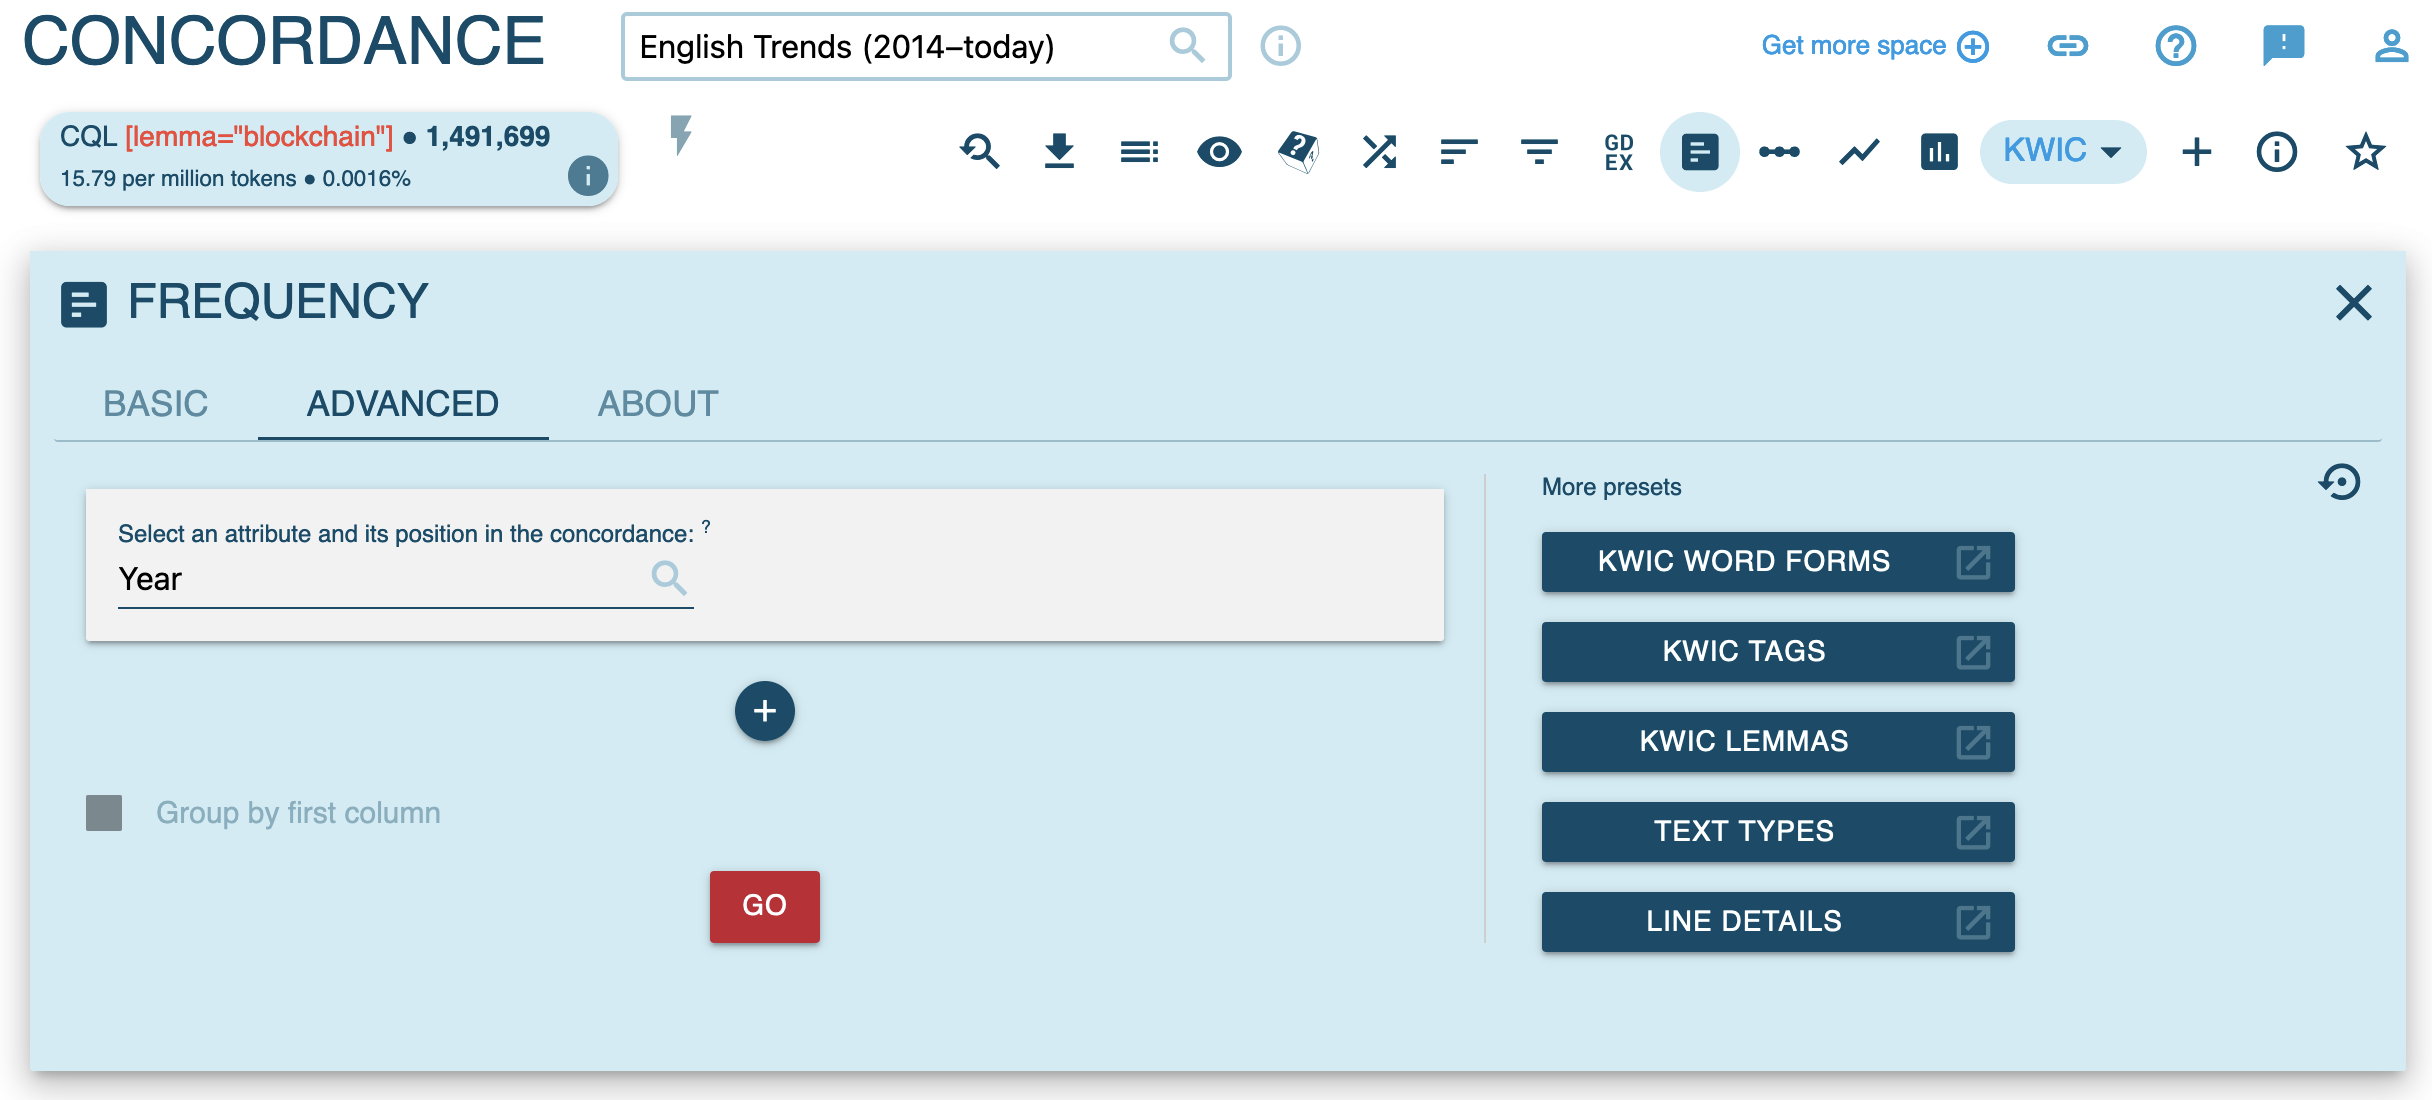 CONCORDANCE
English Trends (2014–today)
Get more space
CQL [lemma="blockchain"] ● 1,491,699
15.79 per million tokens ● 0.0016%
GD
EX
KWIC
FREQUENCY
BASIC
ADVANCED
ABOUT
Select an attribute and its position in the concordance: ?
Year
Group by first column
GO
More presets
KWIC WORD FORMS
KWIC TAGS
KWIC LEMMAS
TEXT TYPES
LINE DETAILS